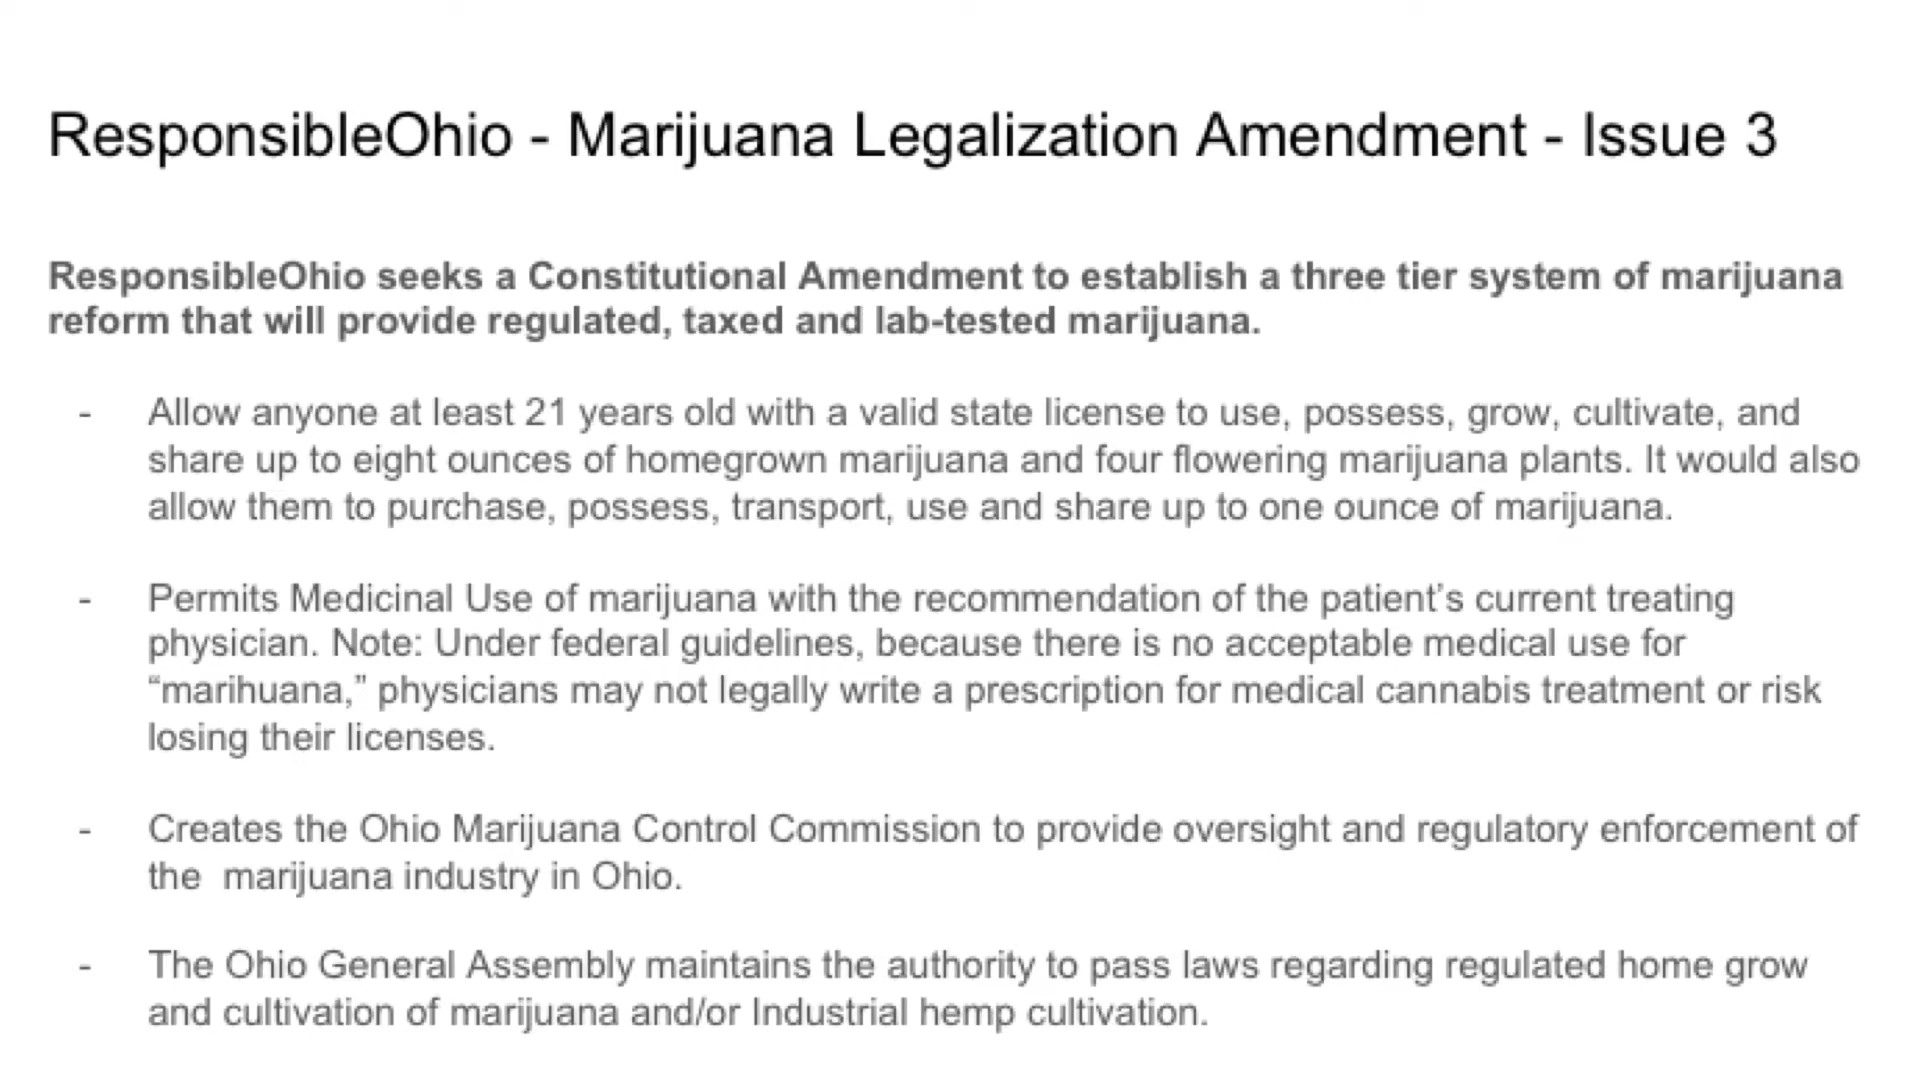 ResponsibleOhio - Marijuana Legalization Amendment - Issue 3
ResponsibleOhio seeks a Constitutional Amendment to establish a three tier system of marijuana
reform that will provide regulated, taxed and lab-tested marijuana.
- Allow anyone at least 21 years old with a valid state license to use, possess, grow, cultivate, and
share up to eight ounces of homegrown marijuana and four flowering marijuana plants. It would also
allow them to purchase, possess, transport, use and share up to one ounce of marijuana.
- Permits Medicinal Use of marijuana with the recommendation of the patient’s current treating
physician. Note: Under federal guidelines, because there is no acceptable medical use for
“marihuana,” physicians may not legally write a prescription for medical cannabis treatment or risk
losing their licenses.
- Creates the Ohio Marijuana Control Commission to provide oversight and regulatory enforcement of
the  marijuana industry in Ohio.
- The Ohio General Assembly maintains the authority to pass laws regarding regulated home grow
and cultivation of marijuana and/or Industrial hemp cultivation.